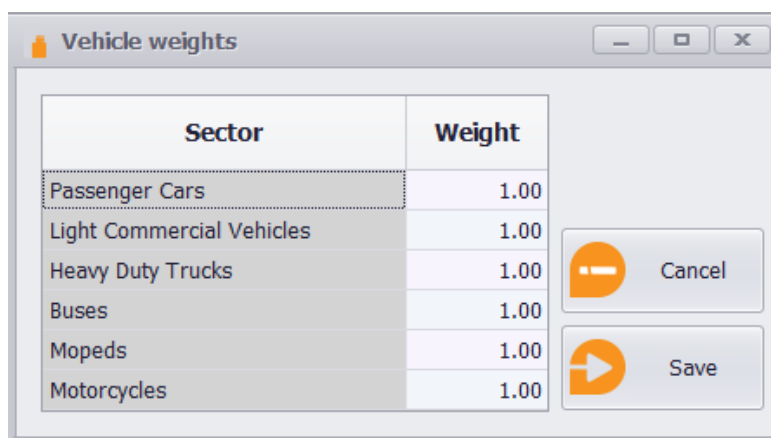 Vehicle weights
Sector Weight
Passenger Cars 1.00
Light Commercial Vehicles 1.00
Heavy Duty Trucks 1.00
Buses 1.00
Mopeds 1.00
Motorcycles 1.00
Cancel
Save